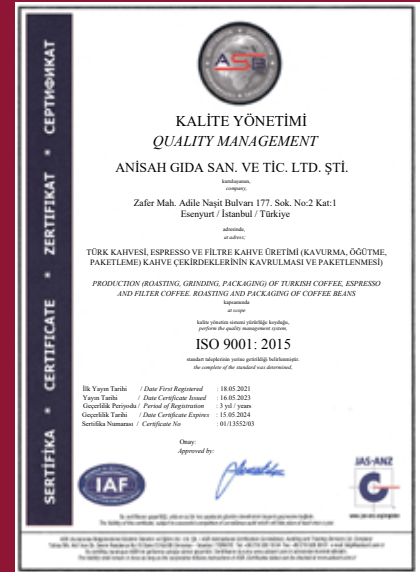 ASB
KALİTE YÖNETİMİ
QUALITY MANAGEMENT
ANİSAH GIDA SAN. VE TİC. LTD. ŞTİ.
kuruluşunun,
company,
Zafer Mah. Adile Naşit Bulvarı 177. Sok. No:2 Kat:1
Esenyurt / İstanbul / Türkiye
adresinde,
at adress;
TÜRK KAHVESİ, ESPRESSO VE FİLTRE KAHVE ÜRETİMİ (KAVURMA, ÖĞÜTME,
PAKETLEME) KAHVE ÇEKİRDEKLERİNİN KAVRULMASI VE PAKETLENMESİ)
PRODUCTION (ROASTING, GRINDING, PACKAGING) OF TURKISH COFFEE, ESPRESSO
AND FILTER COFFEE. ROASTING AND PACKAGING OF COFFEE BEANS
kapsamında
at scope
kalite yönetim sistemi yürürlüğe koyduğu,
perform the quality management system,
ISO 9001: 2015
standart taleplerinin yerine getirildiği belirlenmiştir.
the complete of the standard was determined.
İlk Yayın Tarihi / Date First Registered : 18.05.2021
Yayın Tarihi / Date Certificate Issued : 16.05.2023
Geçerlilik Periyodu / Period of Registration : 3 yıl / years
Geçerlilik Tarihi / Date Certificate Expires : 15.05.2024
Sertifika Numarası / Certificate No : 01/13552/03
Onay:
Approved by:
IAF
JAS-ANZ
SERTİFİKA * CERTIFICATE * ZERTIFIKAT * СЕРТИФИКАТ